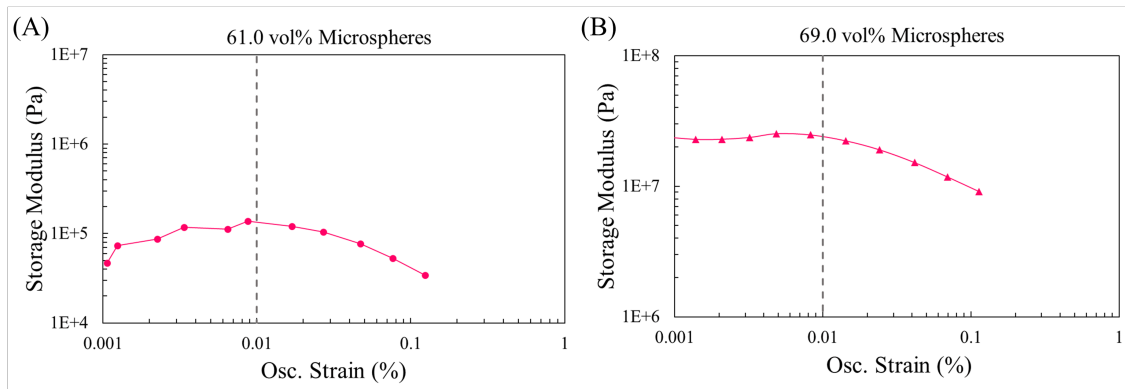 (A)
61.0 vol% Microspheres
Storage Modulus (Pa)
1E+7
1E+6
1E+5
1E+4
0.001
0.01
0.1
1
Osc. Strain (%)
(B)
69.0 vol% Microspheres
Storage Modulus (Pa)
1E+8
1E+7
1E+6
0.001
0.01
0.1
1
Osc. Strain (%)